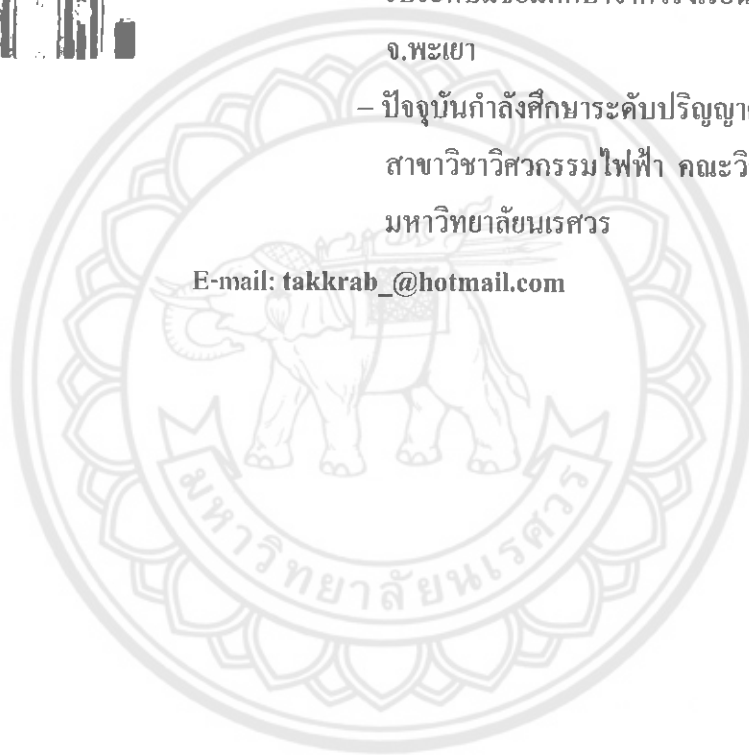 จ.พะเยา
– ปัจจุบันกำลังศึกษาระดับปริญญา
สาขาวิชาวิศวกรรมไฟฟ้า คณะวิ
มหาวิทยาลัยนเรศวร
E-mail: takkrab_@hotmail.com
มหาวิทยาลัยนเรศวร